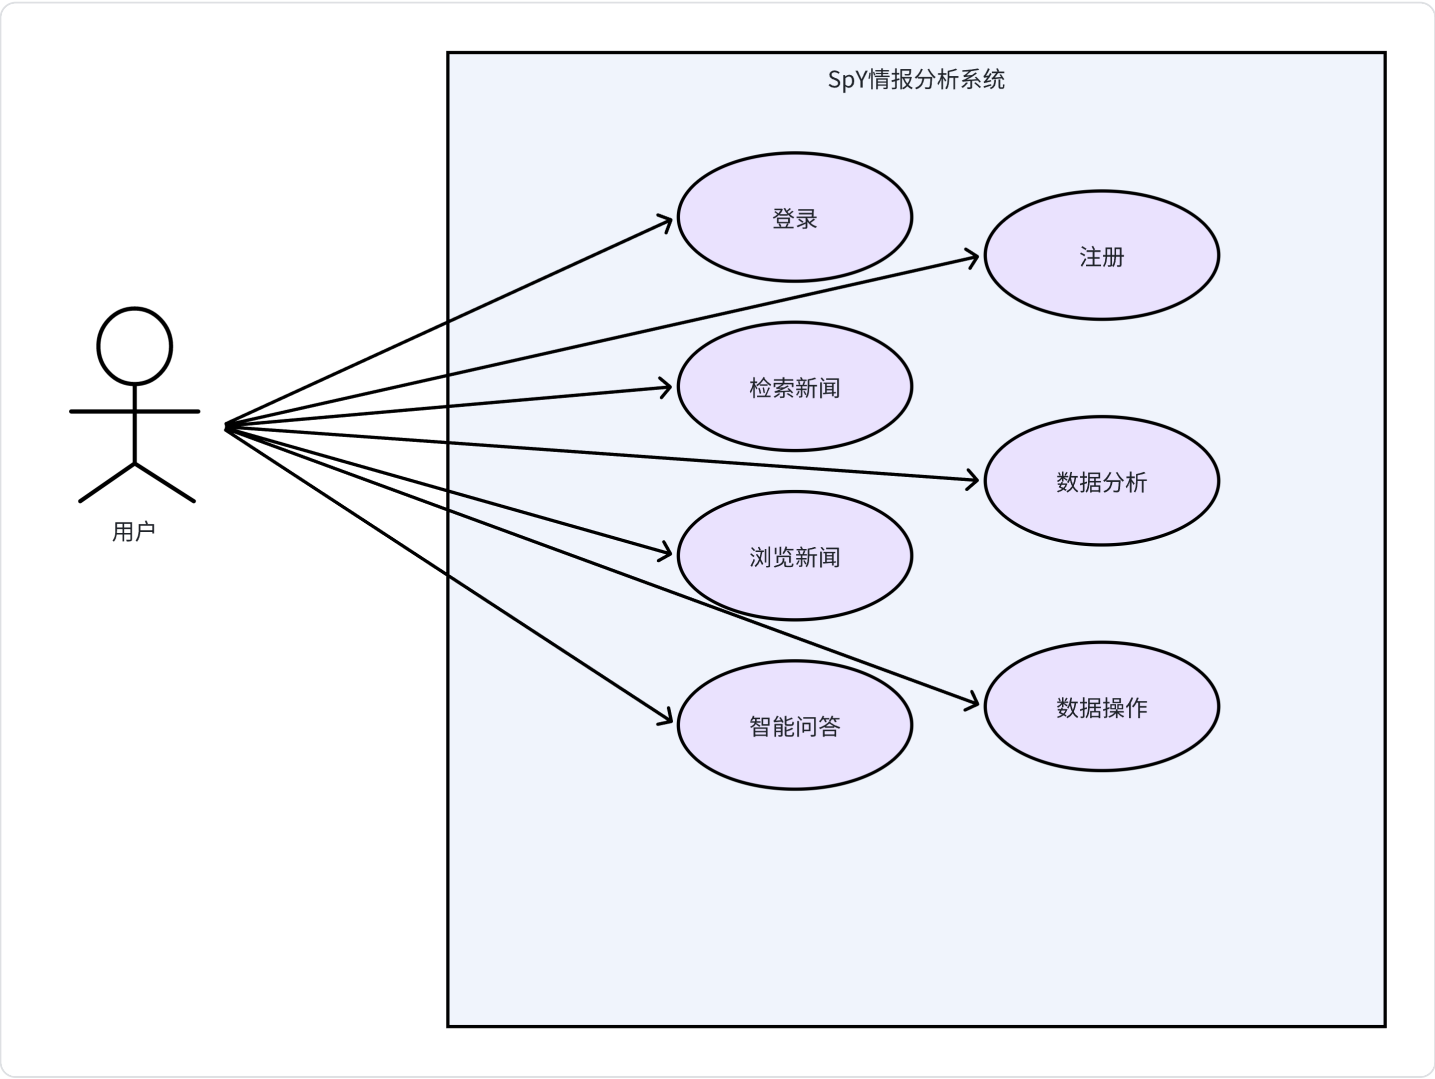 SpY情报分析系统
登录
注册
检索新闻
数据分析
用户
浏览新闻
数据操作
智能问答